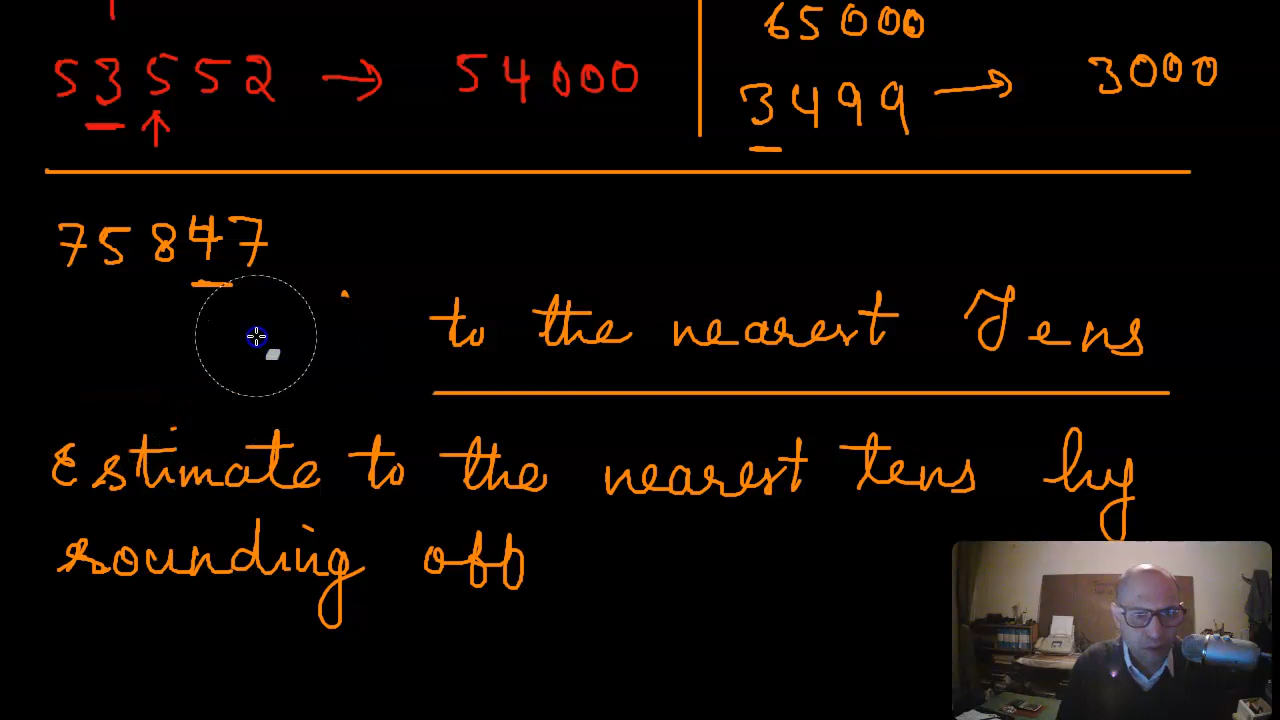 65000
53552 → 54000
3499 → 3000
75847
to the nearest Tens
Estimate to the nearest tens by
rounding off